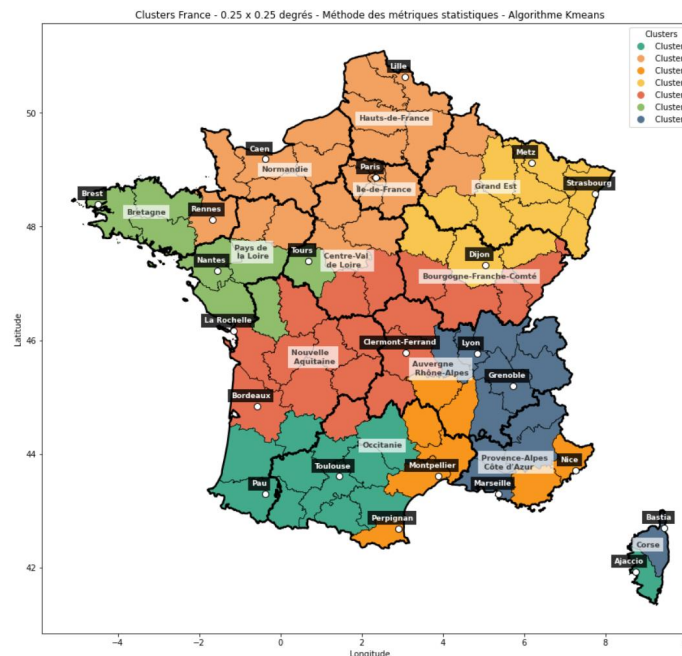 Clusters France - 0.25 x 0.25 degrés - Méthode des métriques statistiques - Algorithme Kmeans
Clusters
Cluster
Cluster
Cluster
Cluster
Cluster
Cluster
Cluster
Lille
50
Hauts-de-France
Caen
Metz
Normandie
Paris
Île-de-France
Grand Est
Strasbourg
Brest
Bretagne
Rennes
48
Pays de
la Loire
Tours
Centre-Val
de Loire
Dijon
Nantes
Bourgogne-Franche-Comté
La Rochelle
46
Latitude
Clermont-Ferrand
Lyon
Nouvelle
Aquitaine
Auvergne
Rhône-Alpes
Grenoble
Bordeaux
44
Occitanie
Toulouse
Montpellier
Provence-Alpes
Côte d'Azur
Nice
Pau
Marseille
Perpignan
Bastia
Corse
42
Ajaccio
−4
−2
0
2
4
6
8
Longitude